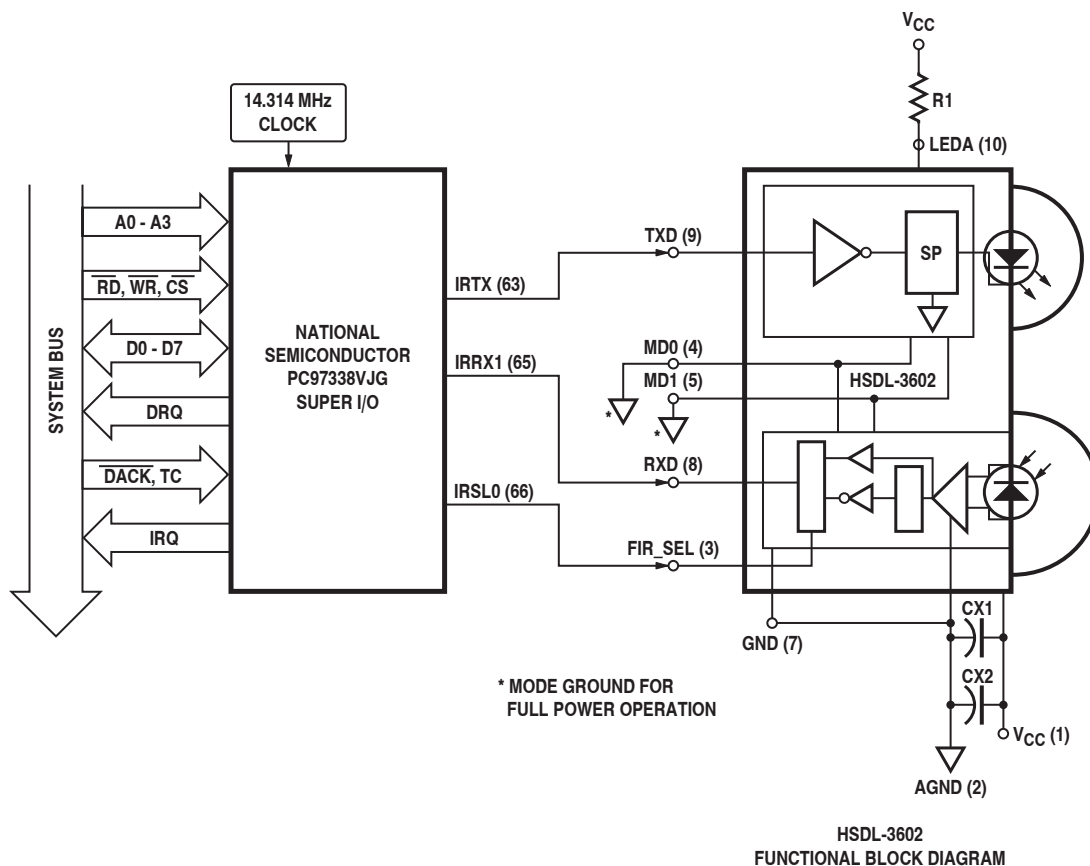 VCC
R1
LEDA (10)
14.314 MHz
CLOCK
SYSTEM BUS
A0 - A3
RD, WR, CS
D0 - D7
DRQ
DACK, TC
IRQ
NATIONAL
SEMICONDUCTOR
PC97338VJG
SUPER I/O
IRTX (63)
IRRX1 (65)
IRSL0 (66)
TXD (9)
MD0 (4)
MD1 (5)
*
*
RXD (8)
FIR_SEL (3)
SP
HSDL-3602
GND (7)
CX1
CX2
VCC (1)
AGND (2)
* MODE GROUND FOR
FULL POWER OPERATION
HSDL-3602
FUNCTIONAL BLOCK DIAGRAM